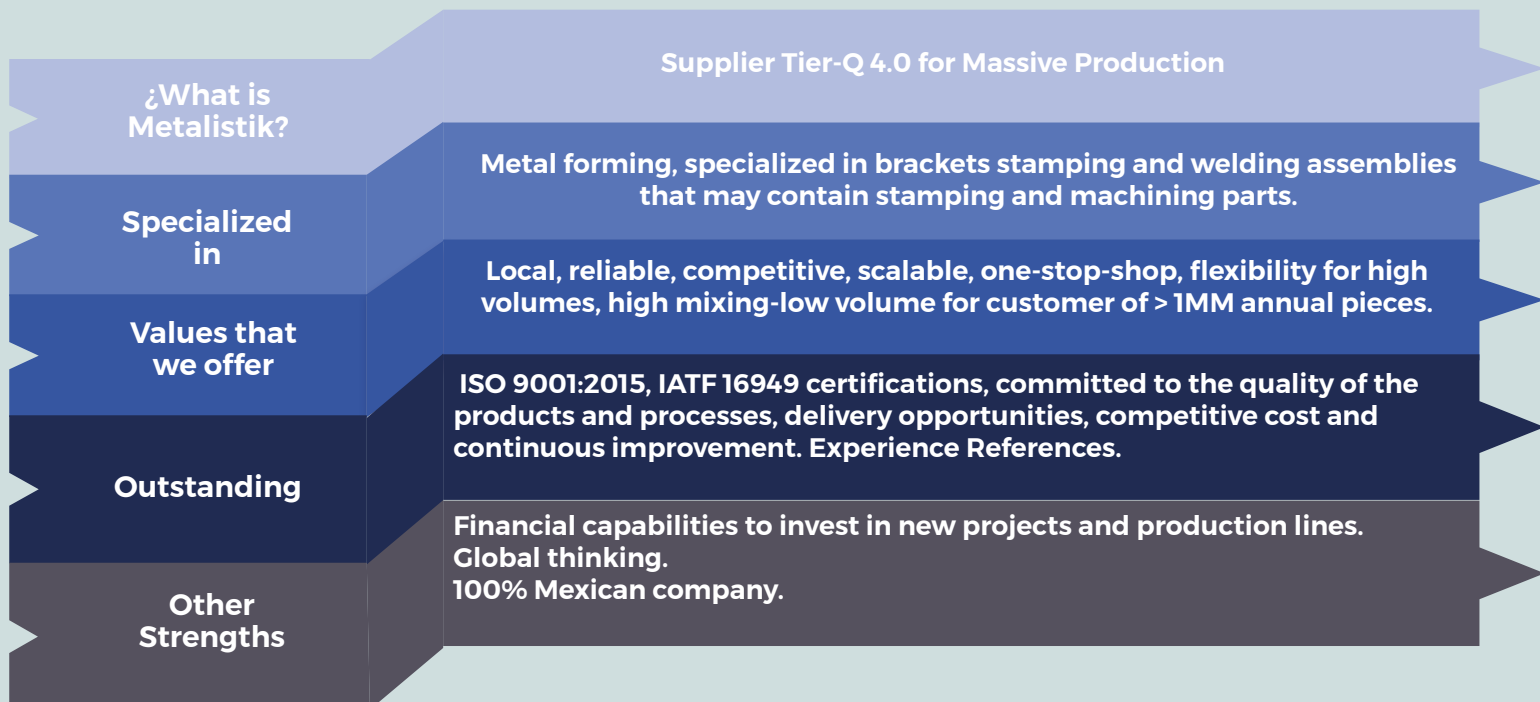 ¿What is
Metalistik?
Supplier Tier-Q 4.0 for Massive Production
Specialized
in
Metal forming, specialized in brackets stamping and welding assemblies
that may contain stamping and machining parts.
Values that
we offer
Local, reliable, competitive, scalable, one-stop-shop, flexibility for high
volumes, high mixing-low volume for customer of > 1MM annual pieces.
Outstanding
ISO 9001:2015, IATF 16949 certifications, committed to the quality of the
products and processes, delivery opportunities, competitive cost and
continuous improvement. Experience References.
Other
Strengths
Financial capabilities to invest in new projects and production lines.
Global thinking.
100% Mexican company.